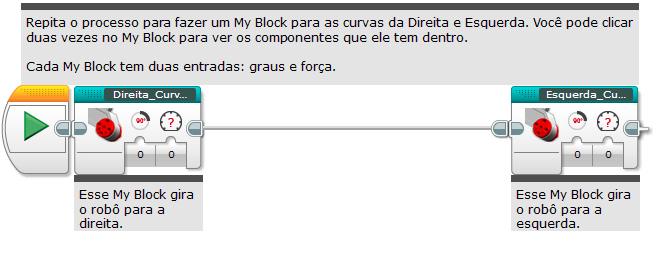 Repita o processo para fazer um My Block para as curvas da Direita e Esquerda. Você pode clicar
duas vezes no My Block para ver os componentes que ele tem dentro.
Cada My Block tem duas entradas: graus e força.
Direita_Curv...
Esquerda_Cu...
90°
?
90°
?
0
0
0
0
Esse My Block gira
o robô para a
direita.
Esse My Block gira
o robô para a
esquerda.